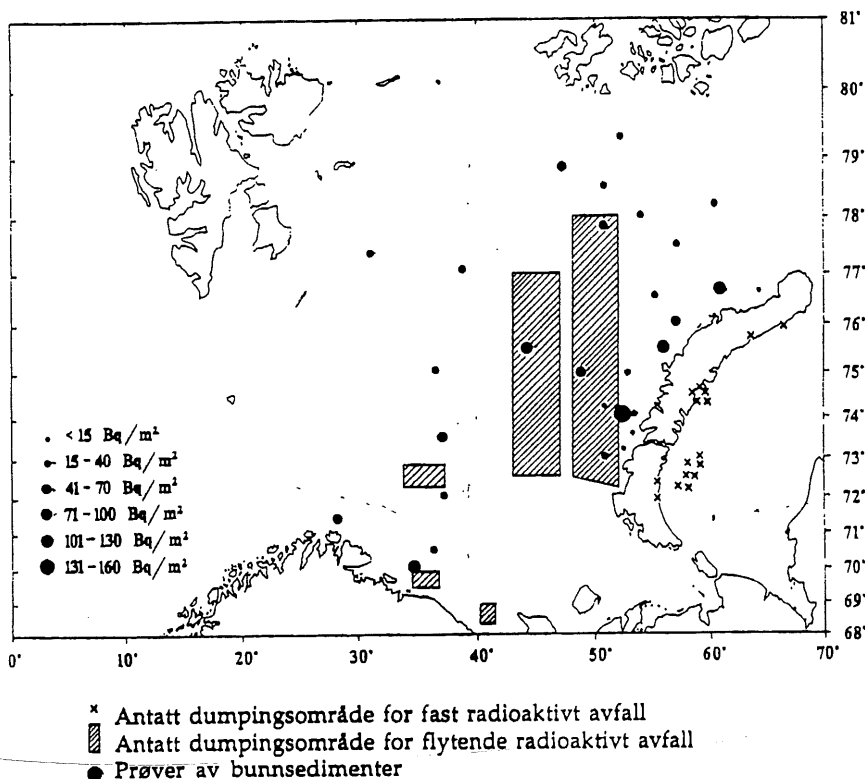 81°
80°
79°
78°
77°
76°
75°
74°
73°
72°
71°
70°
69°
68°
< 15 Bq/m²
15 - 40 Bq/m²
41 - 70 Bq/m²
71 - 100 Bq/m²
101 - 130 Bq/m²
131 - 160 Bq/m²
0° 10° 20° 30° 40° 50° 60° 70°
x Antatt dumpingsområde for fast radioaktivt avfall
Antatt dumpingsområde for flytende radioaktivt avfall
Prøver av bunnsedimenter